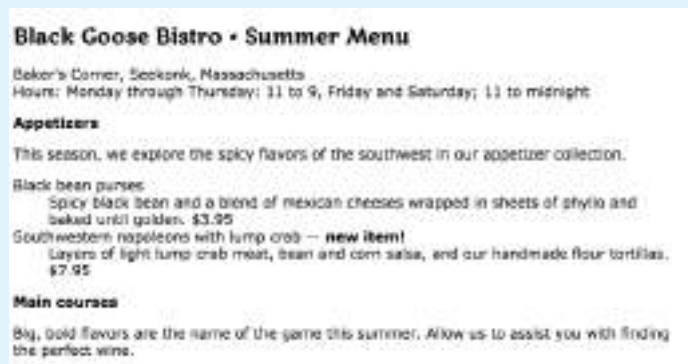 Black Goose Bistro • Summer Menu
Baker's Corner, Seekonk, Massachusetts
Hours: Monday through Thursday: 11 to 9, Friday and Saturday; 11 to midnight
Appetizers
This season, we explore the spicy flavors of the southwest in our appetizer collection.
Black bean purses
Spicy black bean and a blend of mexican cheeses wrapped in sheets of phyllo and
baked until golden. $3.95
Southwestern napoleons with lump crab — new item!
Layers of light lump crab meat, bean and corn salsa, and our handmade flour tortillas.
$7.95
Main courses
Big, bold flavors are the name of the game this summer. Allow us to assist you with finding
the perfect wine.